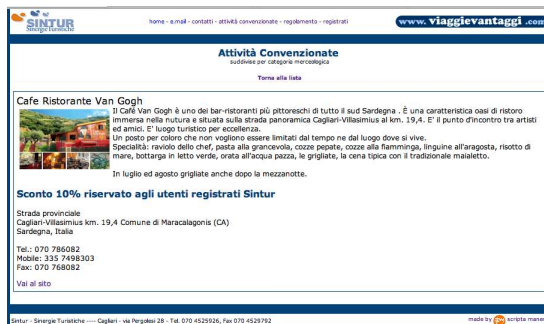 SINTUR
Sinergie Turistiche
home - e.mail - contatti - attività convenzionate - regolamento - registrati
www. viaggievantaggi .com
Attività Convenzionate
suddivise per categoria merceologica
Torna alla lista
Cafe Ristorante Van Gogh
Il Café Van Gogh è uno dei bar-ristoranti più pittoreschi di tutto il sud Sardegna . È una caratteristica oasi di ristoro
immersa nella nutura e situata sulla strada panoramica Cagliari-Villasimius al km. 19,4. E' il punto d'incontro tra artisti
ed amici. E' luogo turistico per eccellenza.
Un posto per coloro che non vogliono essere limitati dal tempo ne dal luogo dove si vive.
Specialità: raviolo dello chef, pasta alla grancevola, cozze pepate, cozze alla fiamminga, linguine all'aragosta, risotto di
mare, bottarga in letto verde, orata all'acqua pazza, le grigliate, la cena tipica con il tradizionale maialetto.
In luglio ed agosto grigliate anche dopo la mezzanotte.
Sconto 10% riservato agli utenti registrati Sintur
Strada provinciale
Cagliari-Villasimius km. 19,4 Comune di Maracalagonis (CA)
Sardegna, Italia
Tel.: 070 786082
Mobile: 335 7498303
Fax: 070 768082
Vai al sito
Sintur - Sinergie Turistiche ---- Cagliari - via Pergolesi 28 - Tel. 070 4525926, Fax 070 4529792
made by scripta manent